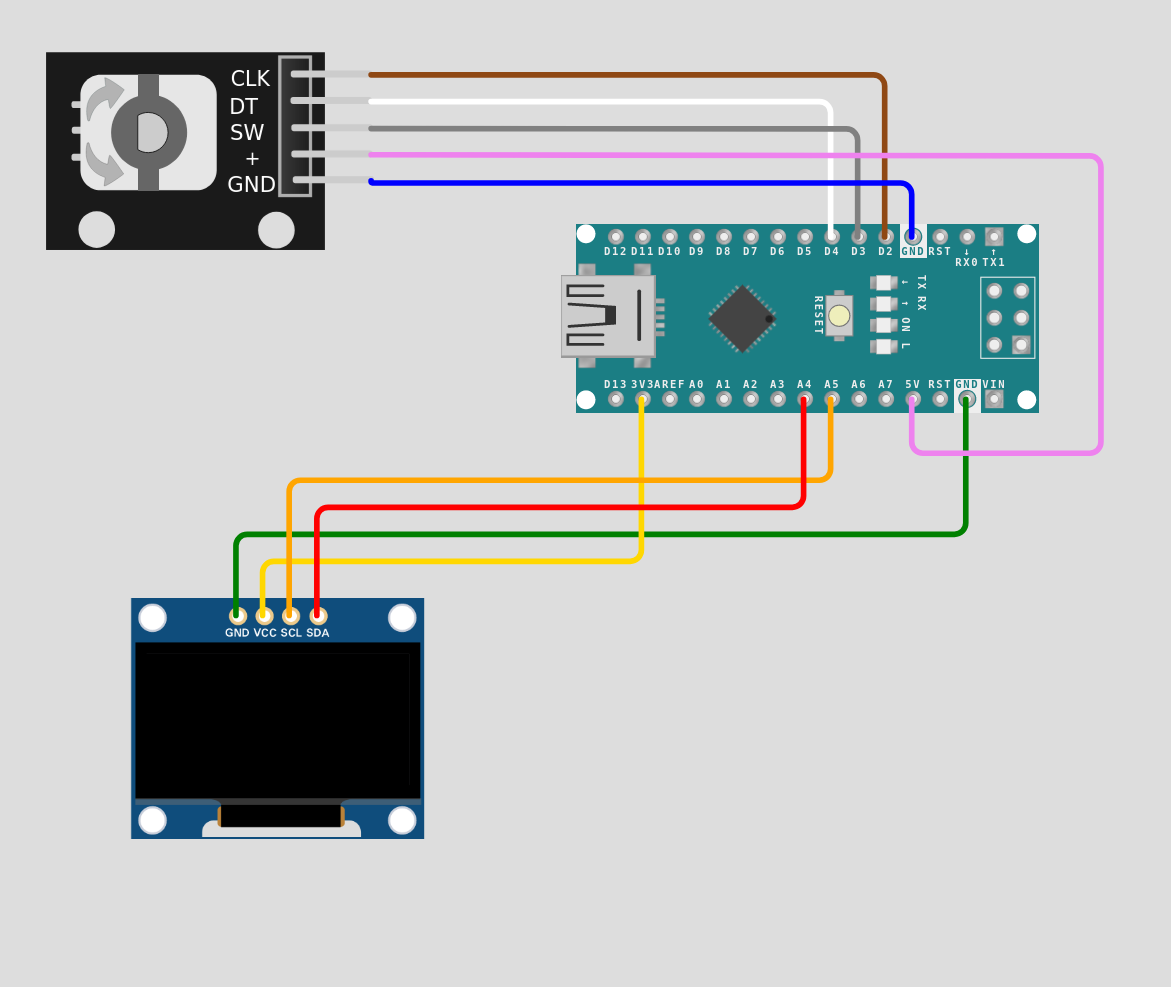 CLK
DT
SW
+
GND
D12 D11 D10 D9 D8 D7 D6 D5 D4 D3 D2 GND RST ↓ ↑
RX0 TX1
RESET
↓ TX
↑ RX
ON
L
D13 3V3 AREF A0 A1 A2 A3 A4 A5 A6 A7 5V RST GND VIN
GND VCC SCL SDA